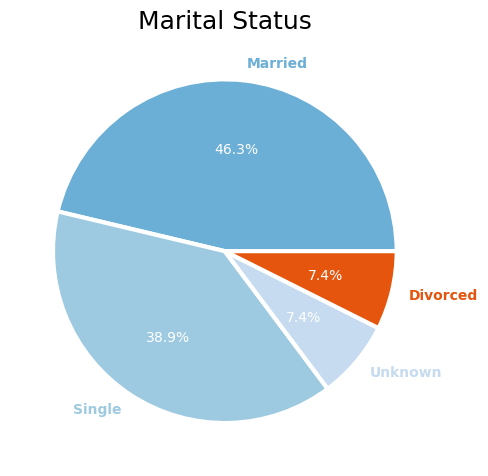 Marital Status
Married
46.3%
7.4%
Divorced
7.4%
38.9%
Unknown
Single